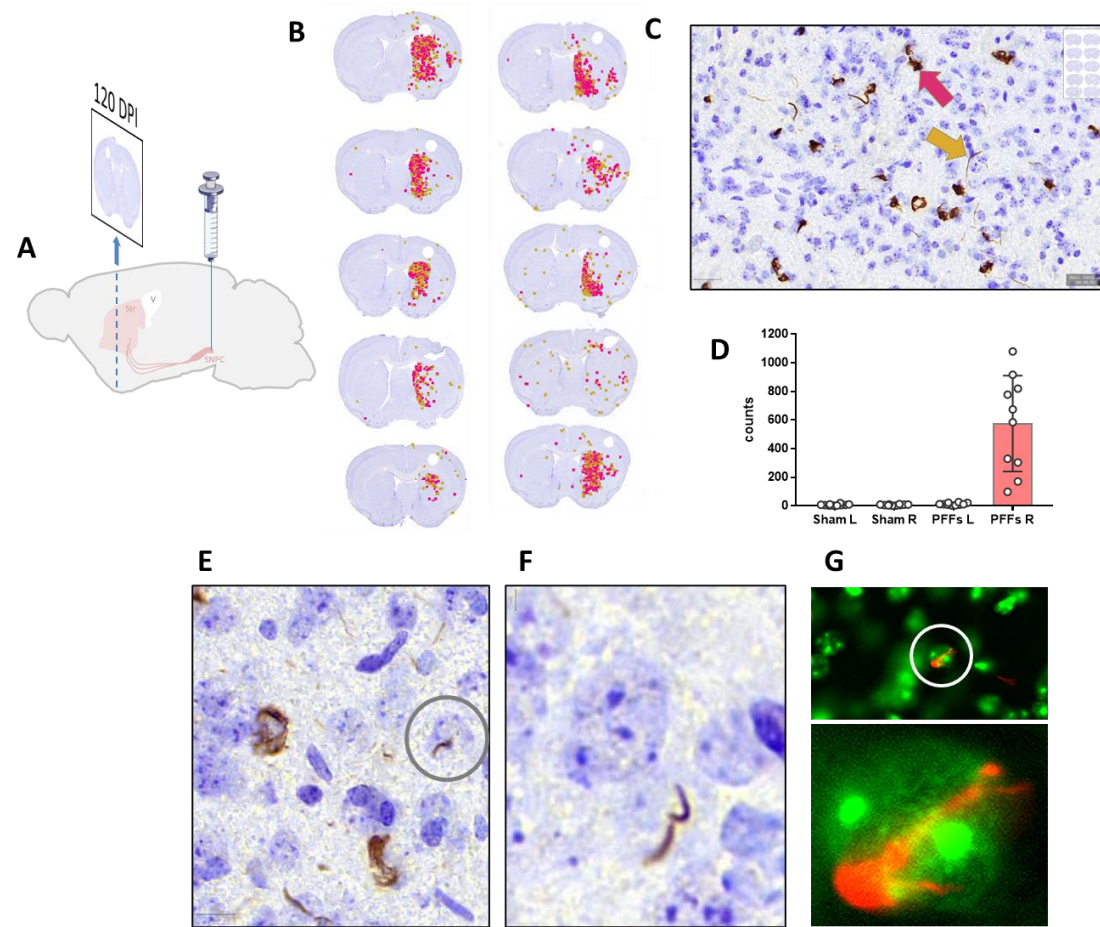 A
120 DPI
Str
V
SNPC
B
C
D
counts
1200
1000
800
600
400
200
0
Sham L
Sham R
PFFs L
PFFs R
E
F
G